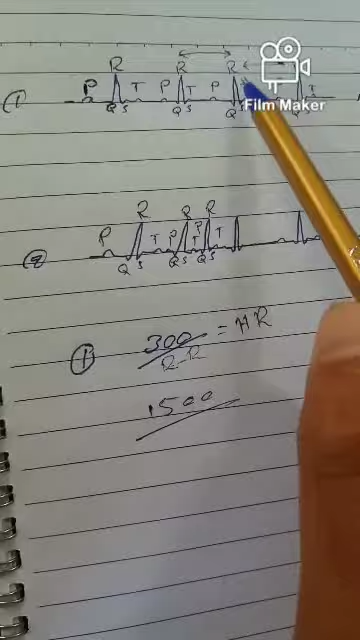 R R R
① P T P T P T T
Q S Q S Q S Q S
Film Maker
R R R
② P T P T P T
Q S Q S Q S
① 300 = HR
R-R
1500